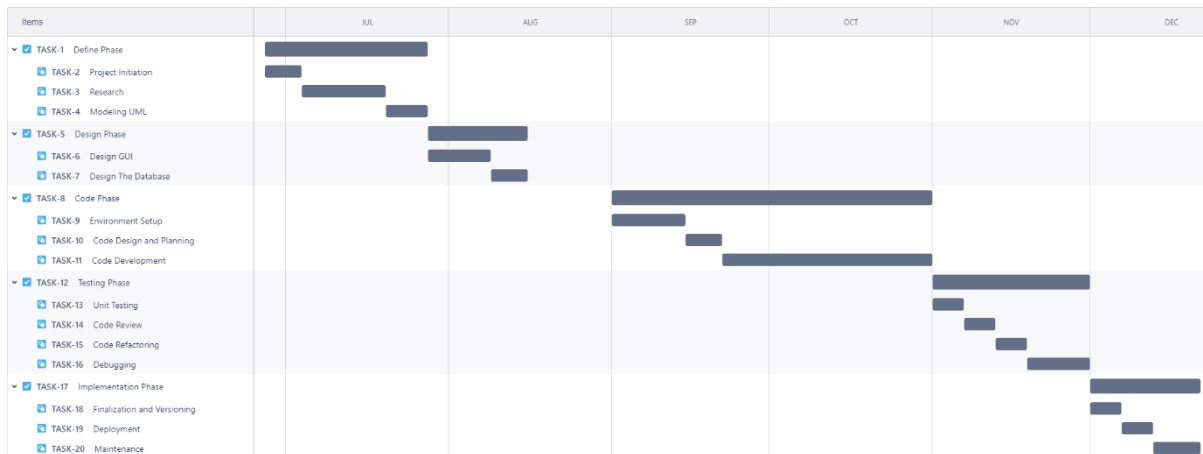 Items JUL AUG SEP OCT NOV DEC
TASK-1 Define Phase
TASK-2 Project Initiation
TASK-3 Research
TASK-4 Modeling UML
TASK-5 Design Phase
TASK-6 Design GUI
TASK-7 Design The Database
TASK-8 Code Phase
TASK-9 Environment Setup
TASK-10 Code Design and Planning
TASK-11 Code Development
TASK-12 Testing Phase
TASK-13 Unit Testing
TASK-14 Code Review
TASK-15 Code Refactoring
TASK-16 Debugging
TASK-17 Implementation Phase
TASK-18 Finalization and Versioning
TASK-19 Deployment
TASK-20 Maintenance